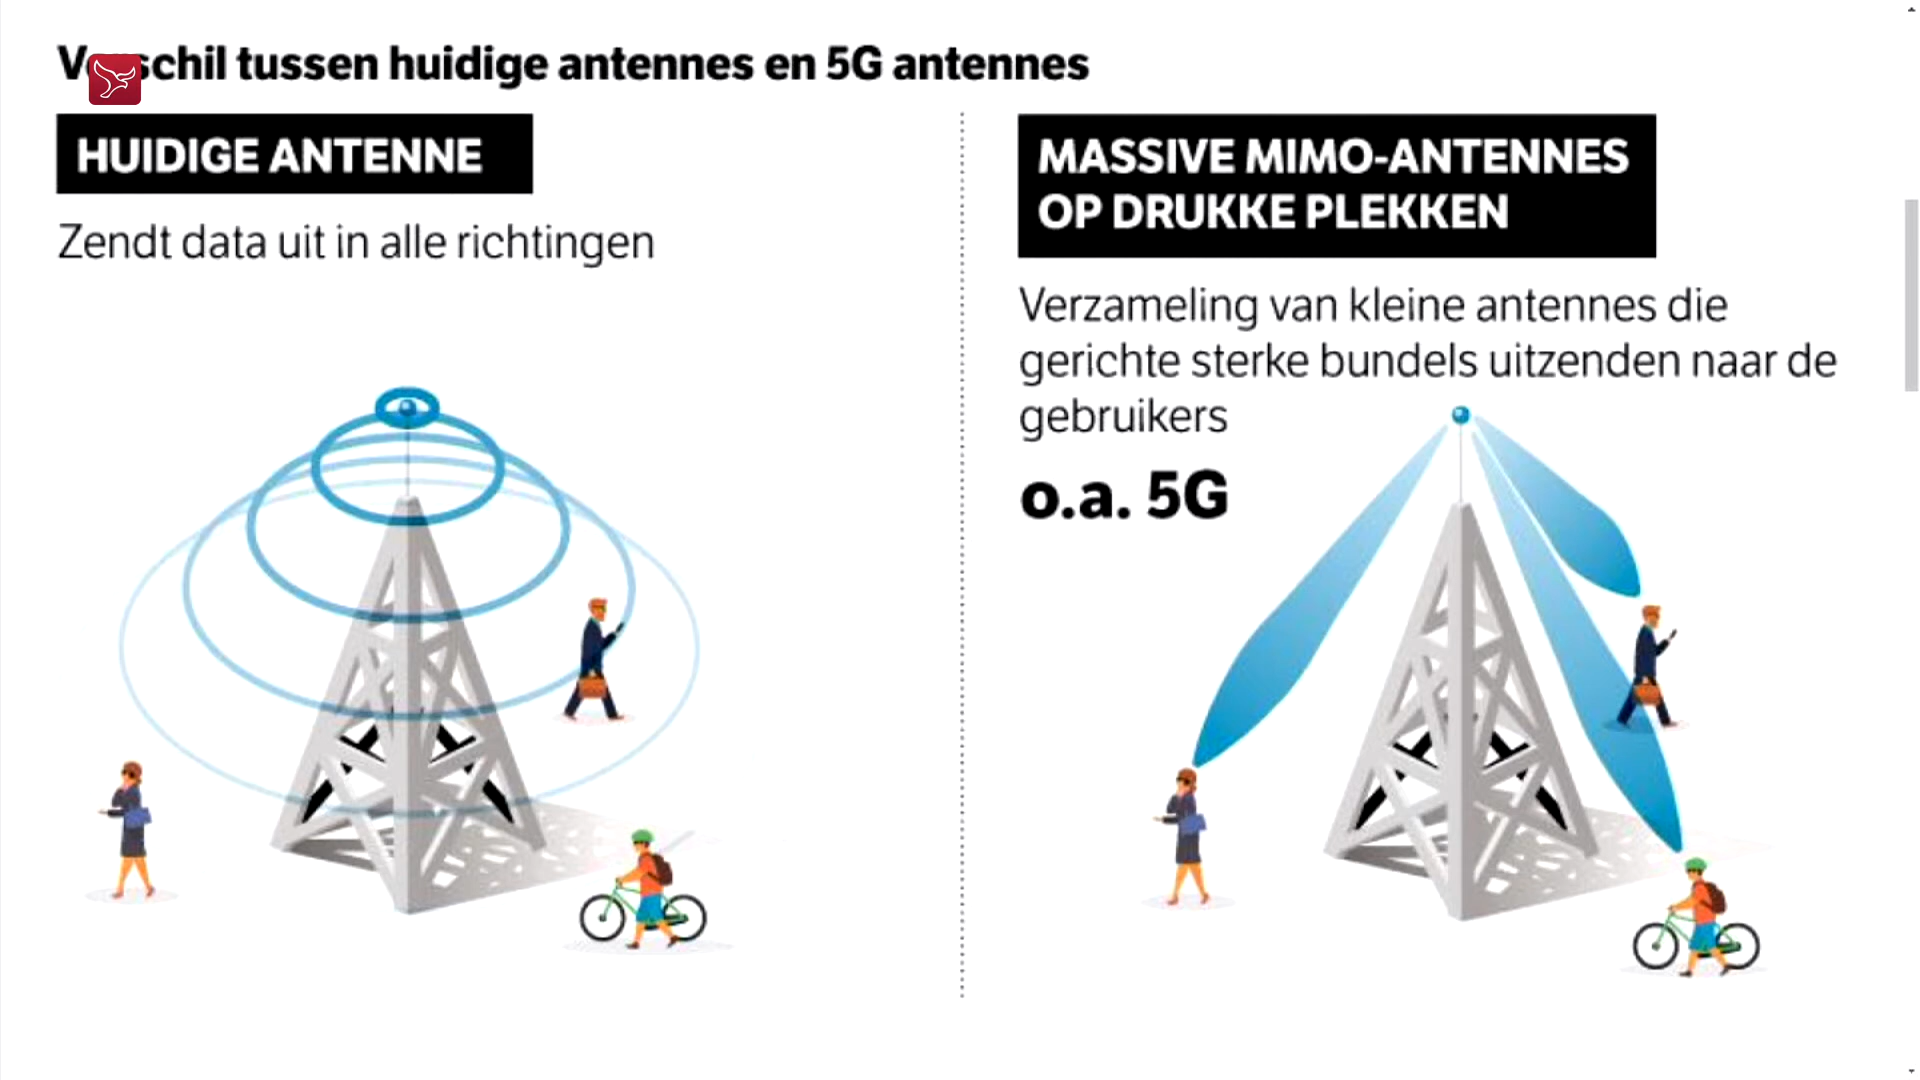 Verschil tussen huidige antennes en 5G antennes
HUIDIGE ANTENNE
Zendt data uit in alle richtingen
MASSIVE MIMO-ANTENNES
OP DRUKKE PLEKKEN
Verzameling van kleine antennes die
gerichte sterke bundels uitzenden naar de
gebruikers
o.a. 5G